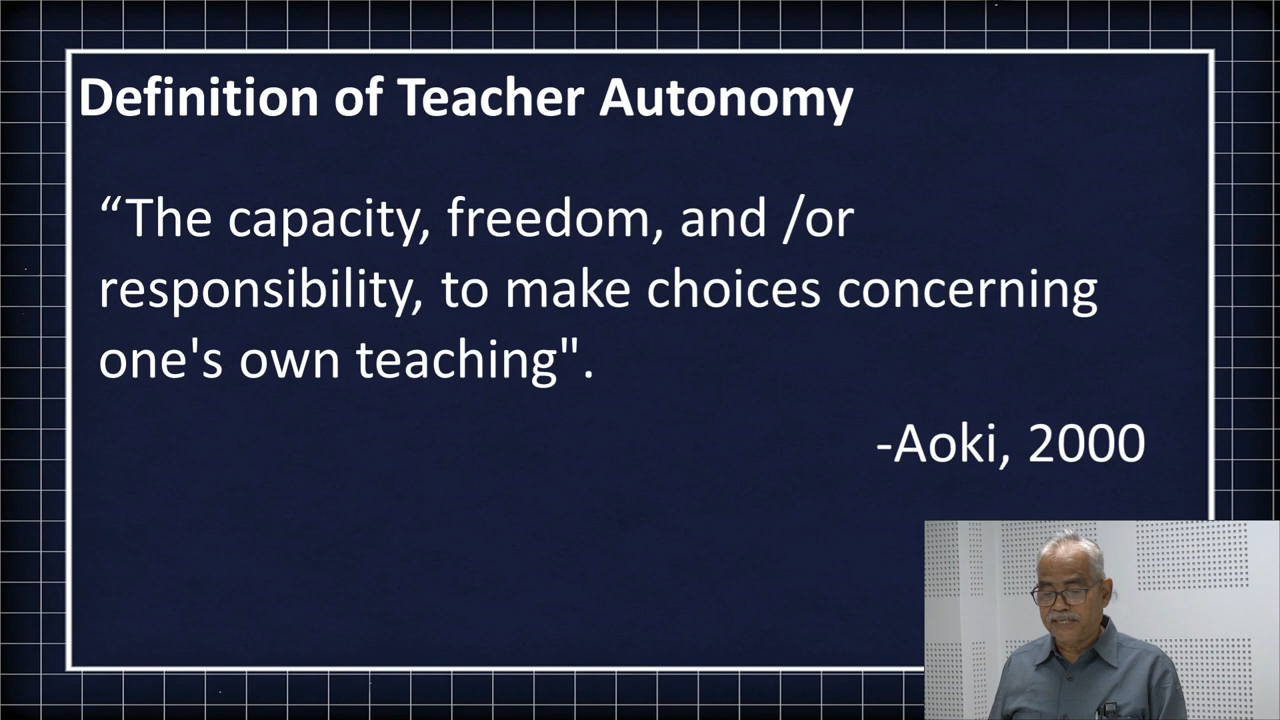 Definition of Teacher Autonomy
“The capacity, freedom, and /or
responsibility, to make choices concerning
one's own teaching".
-Aoki, 2000